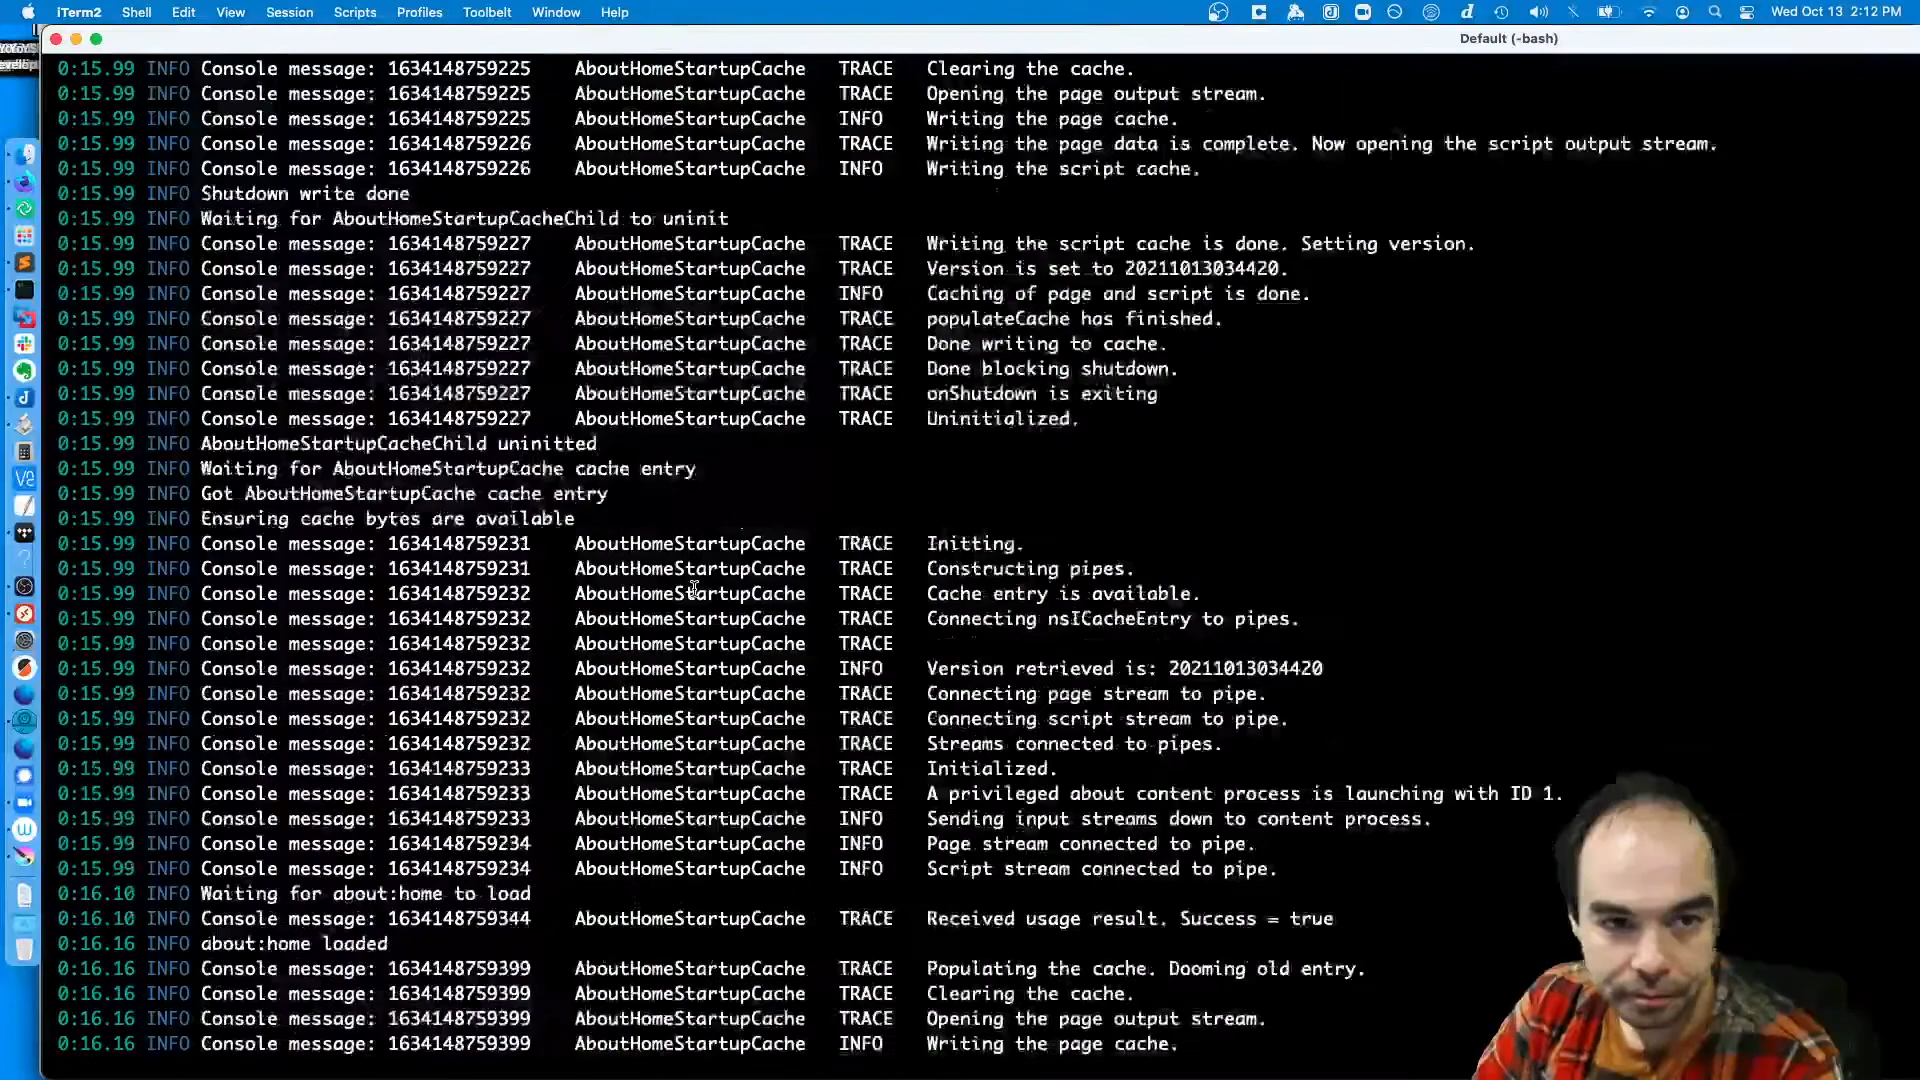 iTerm2 Shell Edit View Session Scripts Profiles Toolbelt Window Help Wed Oct 13 2:12 PM
Default (-bash)
0:15.99 INFO Console message: 1634148759225 AboutHomeStartupCache TRACE Clearing the cache.
0:15.99 INFO Console message: 1634148759225 AboutHomeStartupCache TRACE Opening the page output stream.
0:15.99 INFO Console message: 1634148759225 AboutHomeStartupCache INFO Writing the page cache.
0:15.99 INFO Console message: 1634148759226 AboutHomeStartupCache TRACE Writing the page data is complete. Now opening the script output stream.
0:15.99 INFO Console message: 1634148759226 AboutHomeStartupCache INFO Writing the script cache.
0:15.99 INFO Shutdown write done
0:15.99 INFO Waiting for AboutHomeStartupCacheChild to uninit
0:15.99 INFO Console message: 1634148759227 AboutHomeStartupCache TRACE Writing the script cache is done. Setting version.
0:15.99 INFO Console message: 1634148759227 AboutHomeStartupCache TRACE Version is set to 20211013034420.
0:15.99 INFO Console message: 1634148759227 AboutHomeStartupCache INFO Caching of page and script is done.
0:15.99 INFO Console message: 1634148759227 AboutHomeStartupCache TRACE populateCache has finished.
0:15.99 INFO Console message: 1634148759227 AboutHomeStartupCache TRACE Done writing to cache.
0:15.99 INFO Console message: 1634148759227 AboutHomeStartupCache TRACE Done blocking shutdown.
0:15.99 INFO Console message: 1634148759227 AboutHomeStartupCache TRACE onShutdown is exiting
0:15.99 INFO Console message: 1634148759227 AboutHomeStartupCache TRACE Uninitialized.
0:15.99 INFO AboutHomeStartupCacheChild uninitted
0:15.99 INFO Waiting for AboutHomeStartupCache cache entry
0:15.99 INFO Got AboutHomeStartupCache cache entry
0:15.99 INFO Ensuring cache bytes are available
0:15.99 INFO Console message: 1634148759231 AboutHomeStartupCache TRACE Initting.
0:15.99 INFO Console message: 1634148759231 AboutHomeStartupCache TRACE Constructing pipes.
0:15.99 INFO Console message: 1634148759232 AboutHomeStartupCache TRACE Cache entry is available.
0:15.99 INFO Console message: 1634148759232 AboutHomeStartupCache TRACE Connecting nsICacheEntry to pipes.
0:15.99 INFO Console message: 1634148759232 AboutHomeStartupCache TRACE
0:15.99 INFO Console message: 1634148759232 AboutHomeStartupCache INFO Version retrieved is: 20211013034420
0:15.99 INFO Console message: 1634148759232 AboutHomeStartupCache TRACE Connecting page stream to pipe.
0:15.99 INFO Console message: 1634148759232 AboutHomeStartupCache TRACE Connecting script stream to pipe.
0:15.99 INFO Console message: 1634148759232 AboutHomeStartupCache TRACE Streams connected to pipes.
0:15.99 INFO Console message: 1634148759233 AboutHomeStartupCache TRACE Initialized.
0:15.99 INFO Console message: 1634148759233 AboutHomeStartupCache TRACE A privileged about content process is launching with ID 1.
0:15.99 INFO Console message: 1634148759233 AboutHomeStartupCache INFO Sending input streams down to content process.
0:15.99 INFO Console message: 1634148759234 AboutHomeStartupCache INFO Page stream connected to pipe.
0:15.99 INFO Console message: 1634148759234 AboutHomeStartupCache INFO Script stream connected to pipe.
0:16.10 INFO Waiting for about:home to load
0:16.10 INFO Console message: 1634148759344 AboutHomeStartupCache TRACE Received usage result. Success = true
0:16.16 INFO about:home loaded
0:16.16 INFO Console message: 1634148759399 AboutHomeStartupCache TRACE Populating the cache. Dooming old entry.
0:16.16 INFO Console message: 1634148759399 AboutHomeStartupCache TRACE Clearing the cache.
0:16.16 INFO Console message: 1634148759399 AboutHomeStartupCache TRACE Opening the page output stream.
0:16.16 INFO Console message: 1634148759399 AboutHomeStartupCache INFO Writing the page cache.